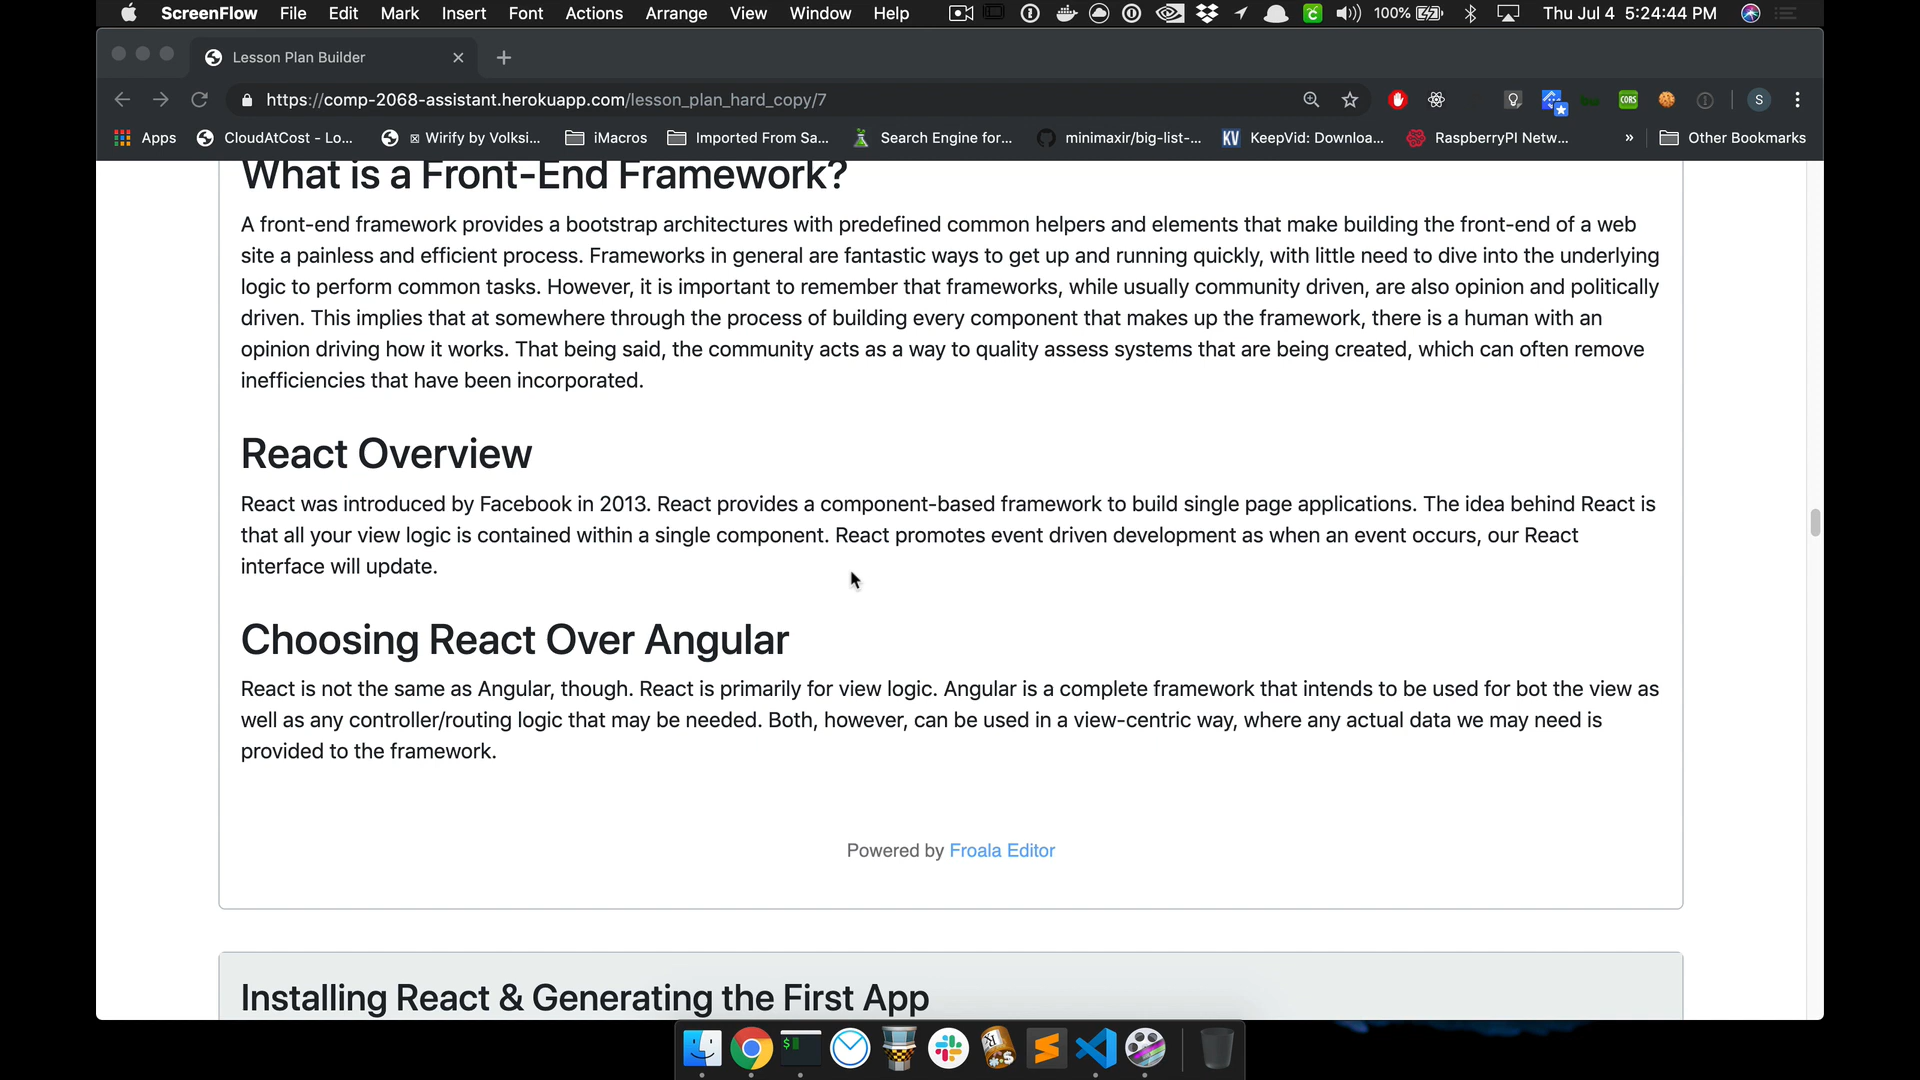 ScreenFlow File Edit Mark Insert Font Actions Arrange View Window Help 100% Thu Jul 4 5:24:44 PM
Lesson Plan Builder
https://comp-2068-assistant.herokuapp.com/lesson_plan_hard_copy/7 CORS S
Apps CloudAtCost - Lo... Wirify by Volksi... iMacros Imported From Sa... Search Engine for... minimaxir/big-list-... KV KeepVid: Downloa... RaspberryPI Netw... » Other Bookmarks
What is a Front-End Framework?
A front-end framework provides a bootstrap architectures with predefined common helpers and elements that make building the front-end of a web
site a painless and efficient process. Frameworks in general are fantastic ways to get up and running quickly, with little need to dive into the underlying
logic to perform common tasks. However, it is important to remember that frameworks, while usually community driven, are also opinion and politically
driven. This implies that at somewhere through the process of building every component that makes up the framework, there is a human with an
opinion driving how it works. That being said, the community acts as a way to quality assess systems that are being created, which can often remove
inefficiencies that have been incorporated.
React Overview
React was introduced by Facebook in 2013. React provides a component-based framework to build single page applications. The idea behind React is
that all your view logic is contained within a single component. React promotes event driven development as when an event occurs, our React
interface will update.
Choosing React Over Angular
React is not the same as Angular, though. React is primarily for view logic. Angular is a complete framework that intends to be used for bot the view as
well as any controller/routing logic that may be needed. Both, however, can be used in a view-centric way, where any actual data we may need is
provided to the framework.
Powered by Froala Editor
Installing React & Generating the First App